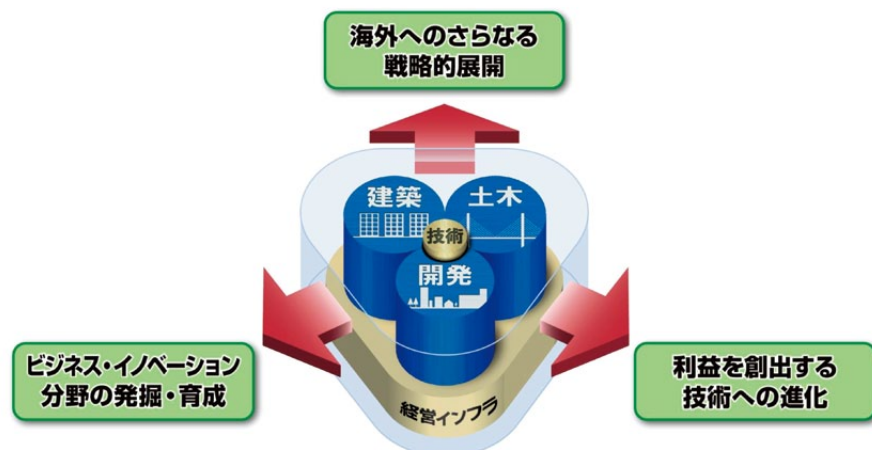 海外へのさらなる
戦略的展開
建築
土木
技術
開発
ビジネス・イノベーション
分野の発掘・育成
利益を創出する
技術への進化
経営インフラ